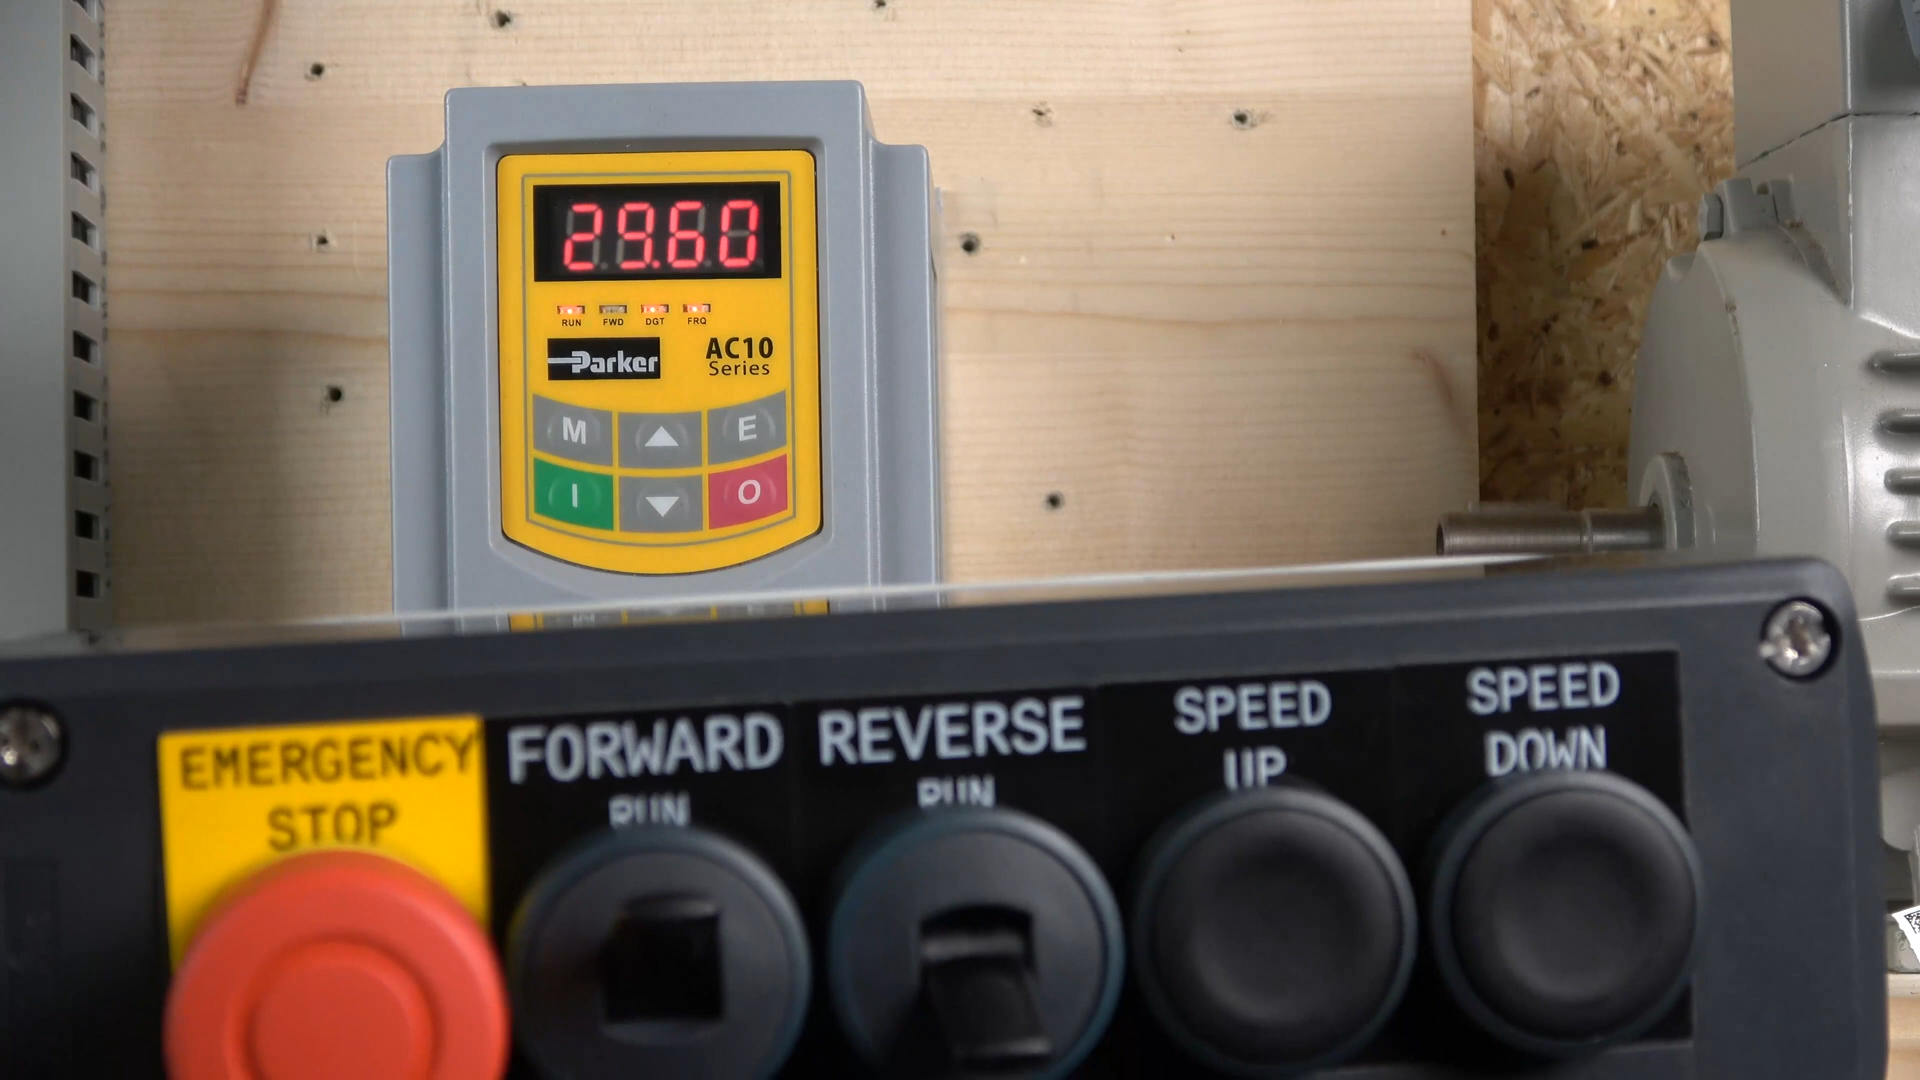 29.60
RUN FWD DGT FRQ
Parker
AC10
Series
M E
I O
EMERGENCY
STOP
FORWARD
RUN
REVERSE
RUN
SPEED
UP
SPEED
DOWN